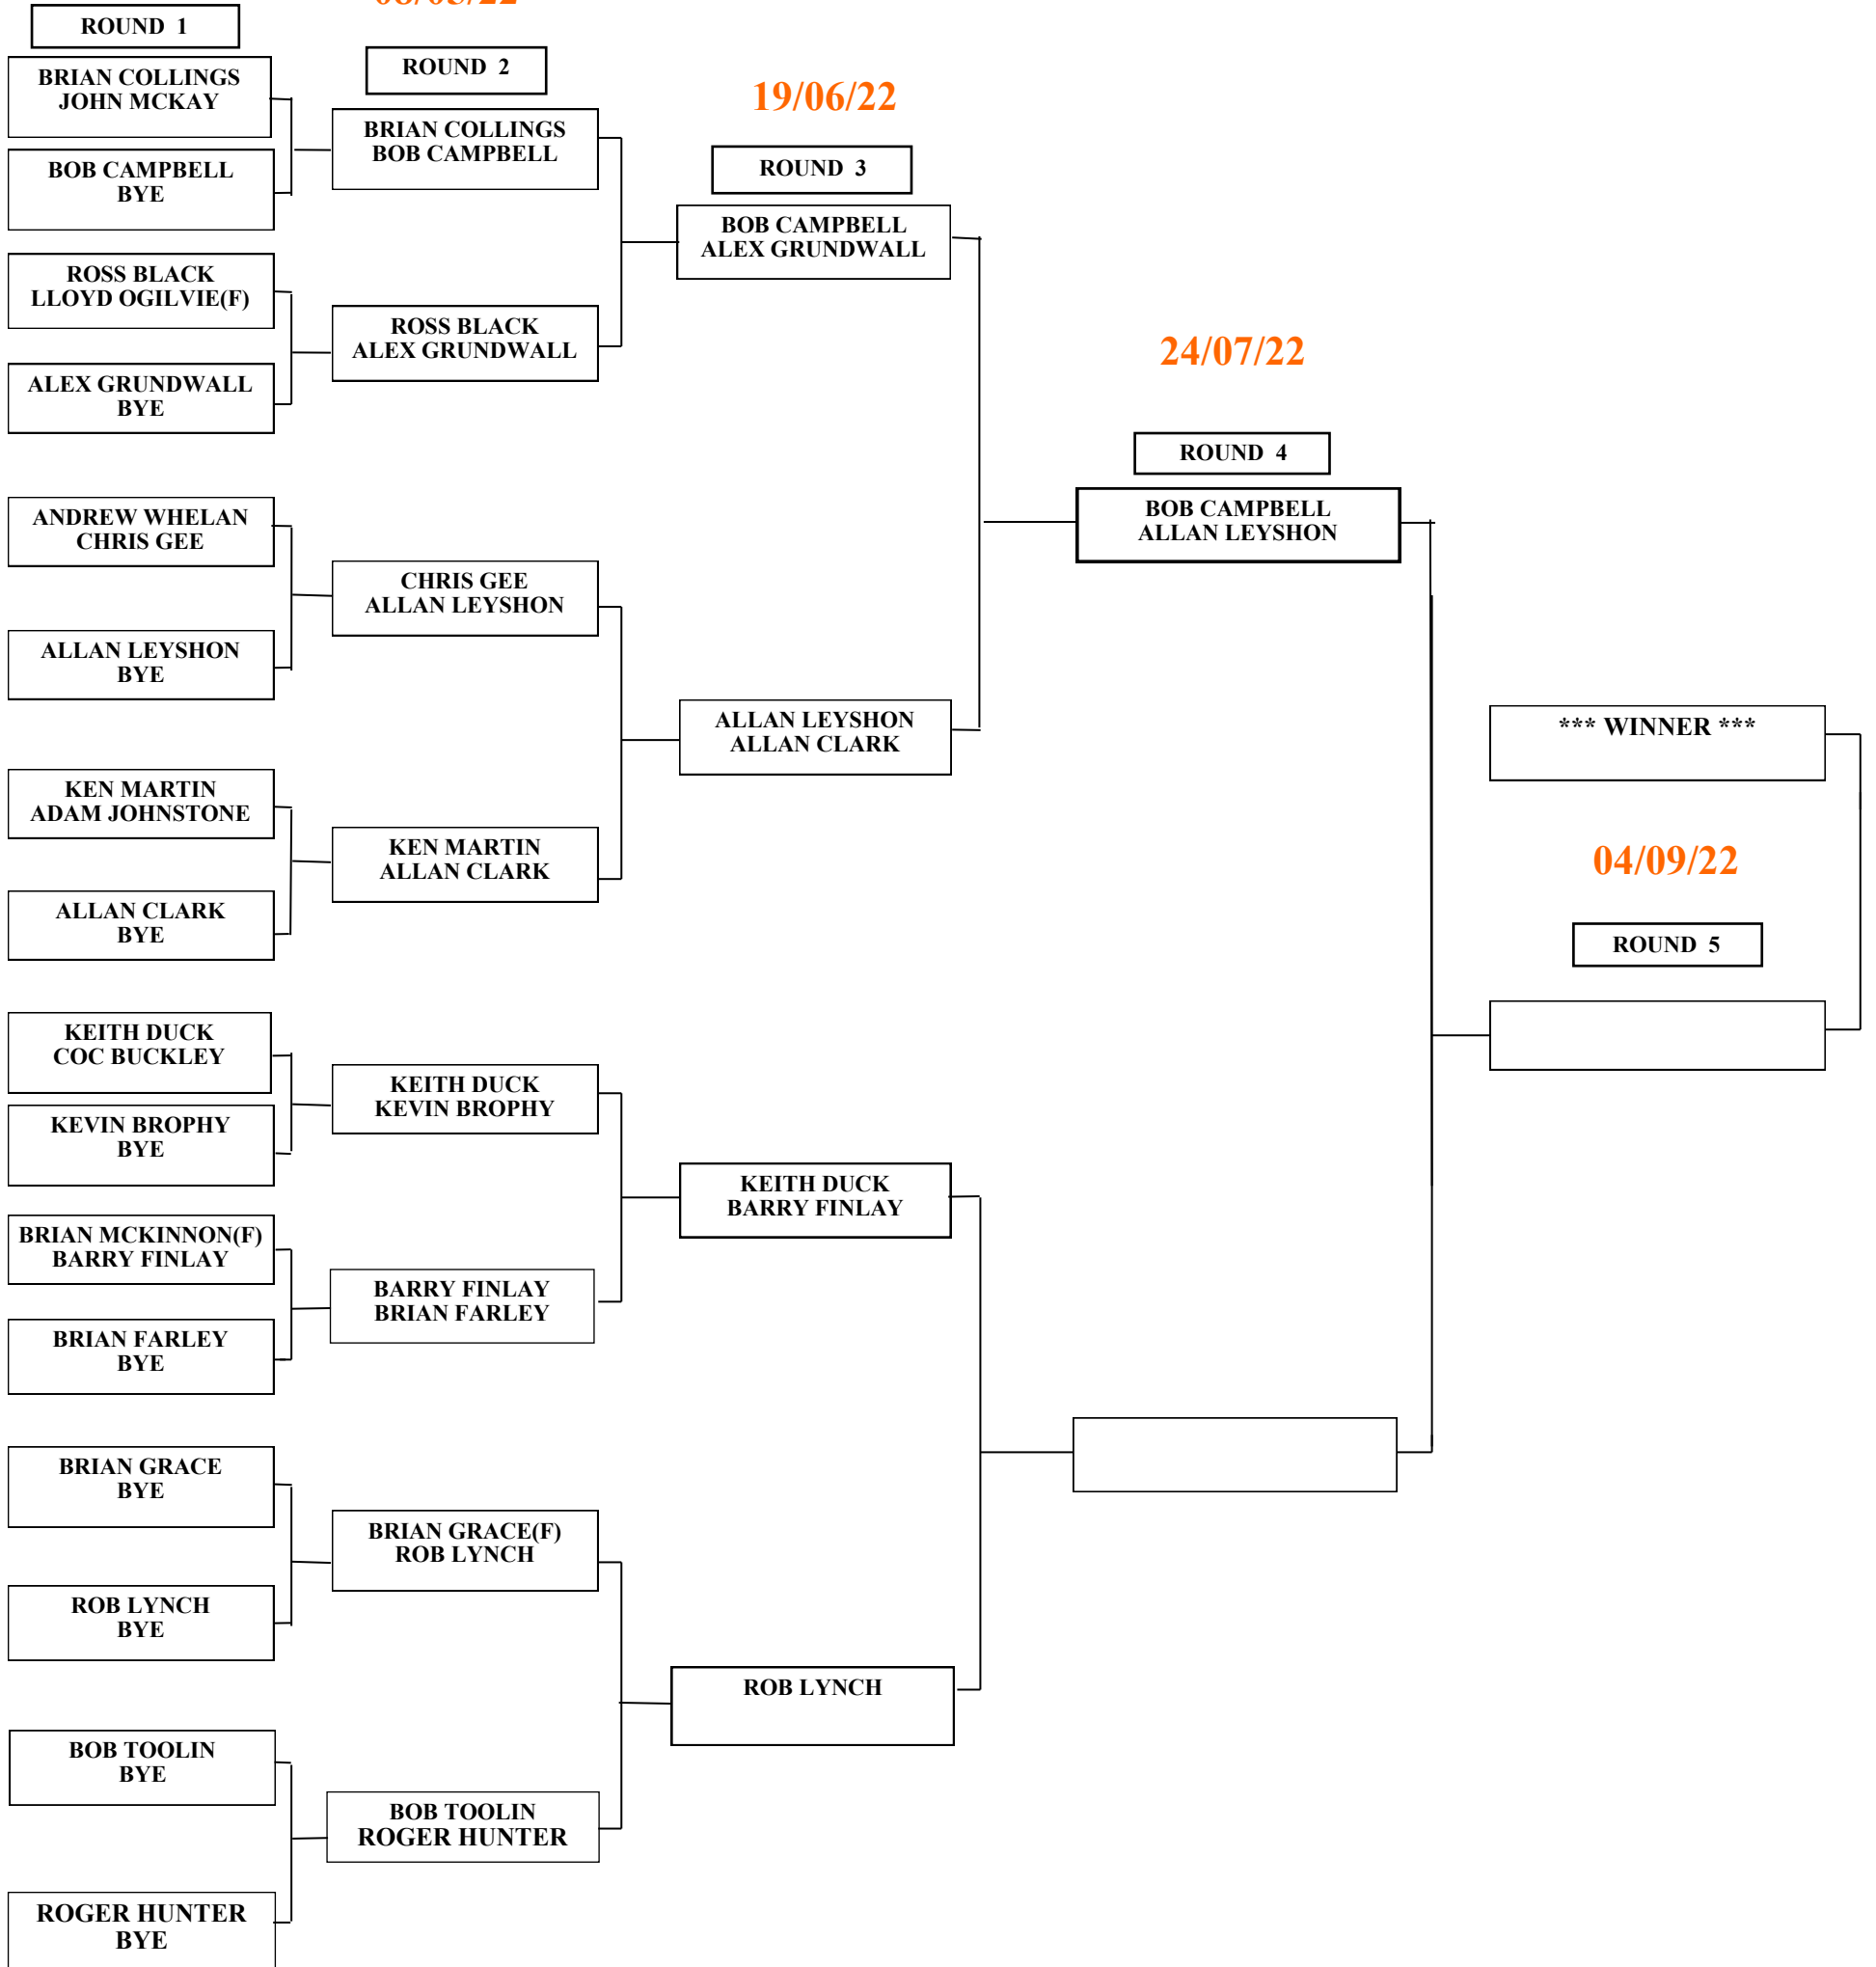 ROUND 1
BRIAN COLLINGS
JOHN MCKAY
BOB CAMPBELL
BYE
ROSS BLACK
LLOYD OGILVIE(F)
ALEX GRUNDWALL
BYE
ANDREW WHELAN
CHRIS GEE
ALLAN LEYSHON
BYE
KEN MARTIN
ADAM JOHNSTONE
ALLAN CLARK
BYE
KEITH DUCK
COC BUCKLEY
KEVIN BROPHY
BYE
BRIAN MCKINNON(F)
BARRY FINLAY
BRIAN FARLEY
BYE
BRIAN GRACE
BYE
ROB LYNCH
BYE
BOB TOOLIN
BYE
ROGER HUNTER
BYE
ROUND 2
BRIAN COLLINGS
BOB CAMPBELL
ROSS BLACK
ALEX GRUNDWALL
CHRIS GEE
ALLAN LEYSHON
KEN MARTIN
ALLAN CLARK
KEITH DUCK
KEVIN BROPHY
BARRY FINLAY
BRIAN FARLEY
BRIAN GRACE(F)
ROB LYNCH
BOB TOOLIN
ROGER HUNTER
19/06/22
ROUND 3
BOB CAMPBELL
ALEX GRUNDWALL
ALLAN LEYSHON
ALLAN CLARK
KEITH DUCK
BARRY FINLAY
ROB LYNCH
24/07/22
ROUND 4
BOB CAMPBELL
ALLAN LEYSHON
*** WINNER ***
04/09/22
ROUND 5